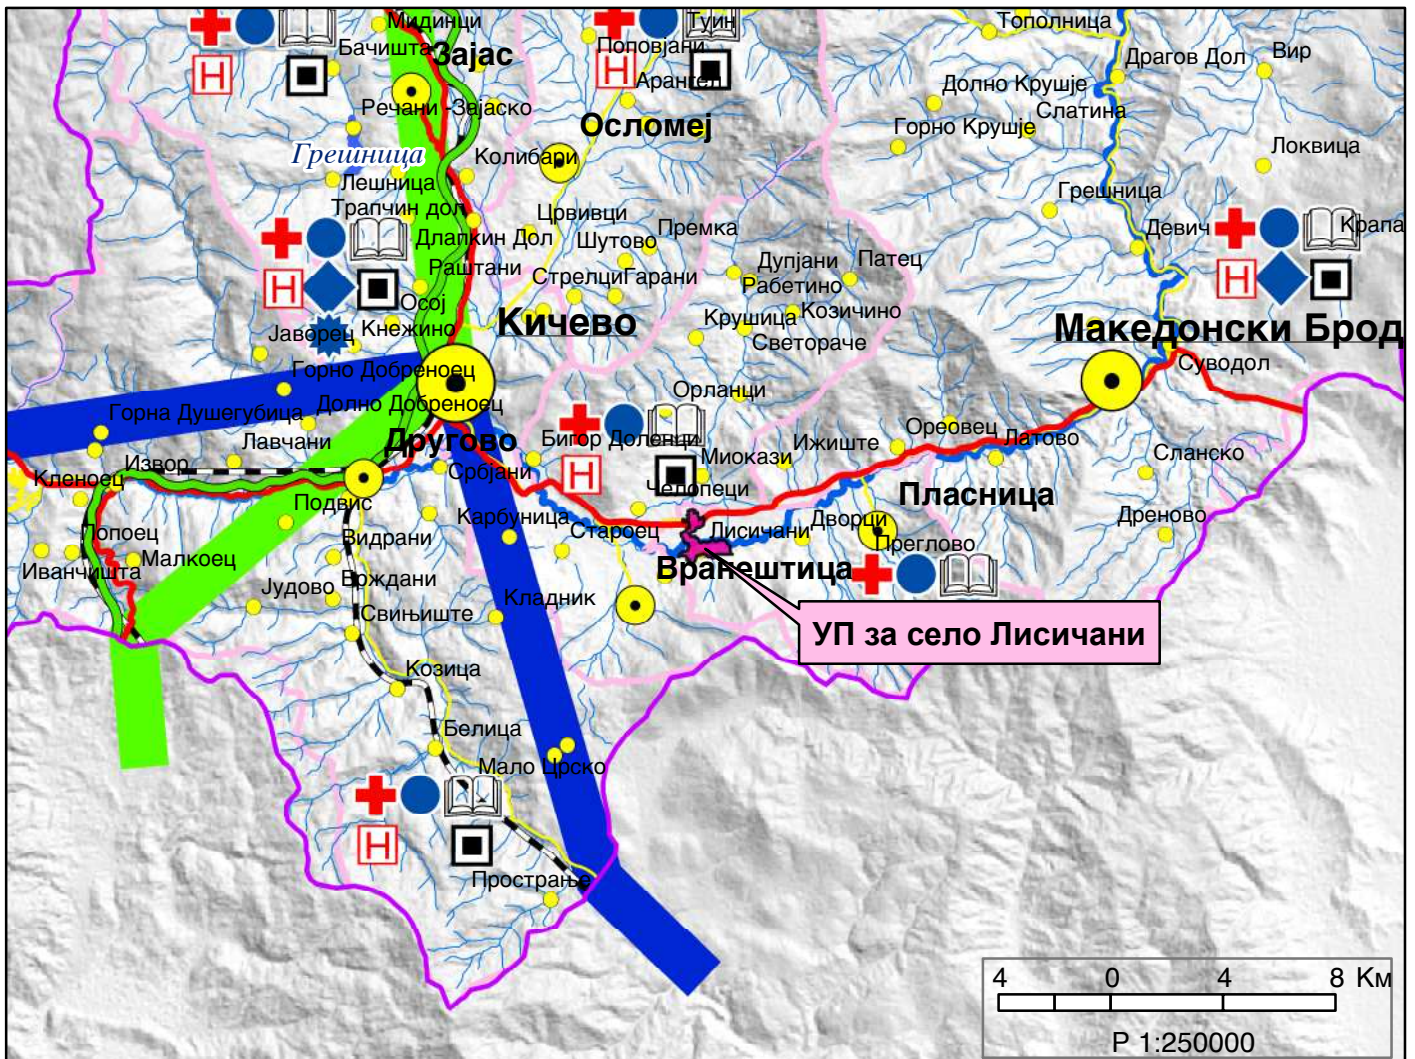 Мидинци
Туин
Тополница
Бачишта
Зајас
Поповјани
Драгов Дол
Вир
Арангел
Долно Крушје
Речани -Зајаско
Слатина
Осломеј
Горно Крушје
Грешница
Колибари
Локвица
Лешница
Грешница
Трапчин дол
Црвивци
Премка
Девич
Крапа
Длапкин Дол
Шутово
Дупјани
Патец
Раштани
Стрелци
Гарани
Рабетино
Осој
Козичино
Јаворец
Кнежино
Кичево
Крушица
Македонски Брод
Светораче
Суводол
Горно Добреноец
Орланци
Горна Душегубица
Долно Добреноец
Лавчани
Другово
Бигор Доленци
Ижиште
Ореовец
Латово
Извор
Србјани
Миокази
Сланско
Кленоец
Челопеци
Пласница
Подвис
Карбуница
Староец
Лисичани
Дворци
Дреново
Попоец
Видрани
Преглово
Иванчишта
Малкоец
Вранештица
Јудово
Врждани
Свињиште
Кладник
УП за село Лисичани
Козица
Белица
Мало Црско
Прострање
4 0 4 8 Км
Р 1:250000
H
H
H
H
H
H